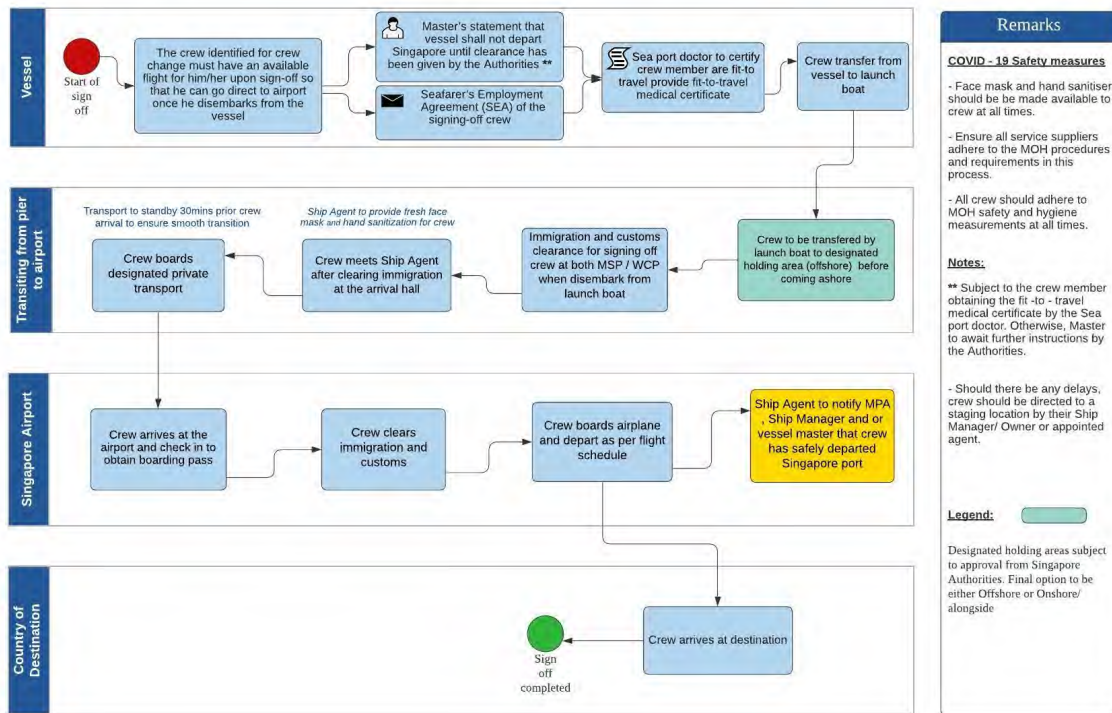 Vessel
Start of
sign
off
The crew identified for crew
change must have an available
flight for him/her upon sign-off so
that he can go direct to airport
once he disembarks from the
vessel
Master's statement that
vessel shall not depart
Singapore until clearance has
been given by the Authorities **
Seafarer's Employment
Agreement (SEA) of the
signing-off crew
Sea port doctor to certify
crew member are fit-to
travel provide fit-to-travel
medical certificate
Crew transfer from
vessel to launch
boat
Transiting from pier
to airport
Transport to standby 30mins prior crew
arrival to ensure smooth transition
Crew boards
designated private
transport
Ship Agent to provide fresh face
mask and hand sanitization for crew
Crew meets Ship Agent
after clearing immigration
at the arrival hall
Immigration and customs
clearance for signing off
crew at both MSP / WCP
when disembark from
launch boat
Crew to be transfered by
launch boat to designated
holding area (offshore) before
coming ashore
Singapore Airport
Crew arrives at the
airport and check in to
obtain boarding pass
Crew clears
immigration and
customs
Crew boards airplane
and depart as per flight
schedule
Ship Agent to notify MPA
, Ship Manager and or
vessel master that crew
has safely departed
Singapore port
Country of
Destination
Sign
off
completed
Crew arrives at destination
Remarks
COVID - 19 Safety measures
- Face mask and hand sanitiser
should be be made available to
crew at all times.
- Ensure all service suppliers
adhere to the MOH procedures
and requirements in this
process.
- All crew should adhere to
MOH safety and hygiene
measurements at all times.
Notes:
** Subject to the crew member
obtaining the fit -to - travel
medical certificate by the Sea
port doctor. Otherwise, Master
to await further instructions by
the Authorities.
- Should there be any delays,
crew should be directed to a
staging location by their Ship
Manager/ Owner or appointed
agent.
Legend:
Designated holding areas subject
to approval from Singapore
Authorities. Final option to be
either Offshore or Onshore/
alongside